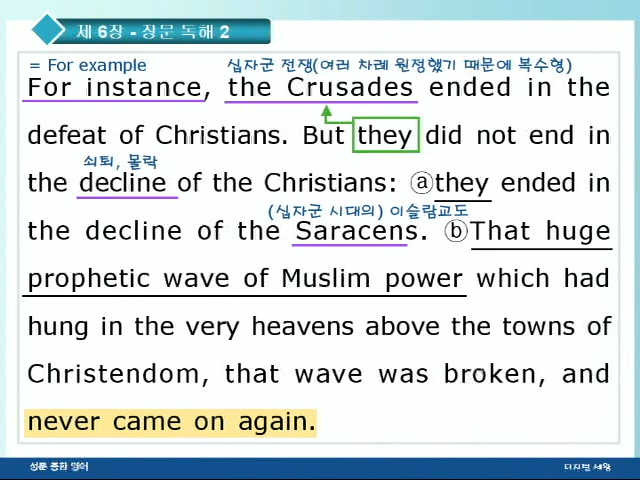 제 6장 - 장문 독해 2
= For example
십자군 전쟁(여러 차례 원정했기 때문에 복수형)
For instance, the Crusades ended in the
defeat of Christians. But they did not end in
쇠퇴, 몰락
the decline of the Christians: ⓐthey ended in
(십자군 시대의) 이슬람교도
the decline of the Saracens. ⓑThat huge
prophetic wave of Muslim power which had
hung in the very heavens above the towns of
Christendom, that wave was broken, and
never came on again.
성문 종합 영어
디지털 세왕